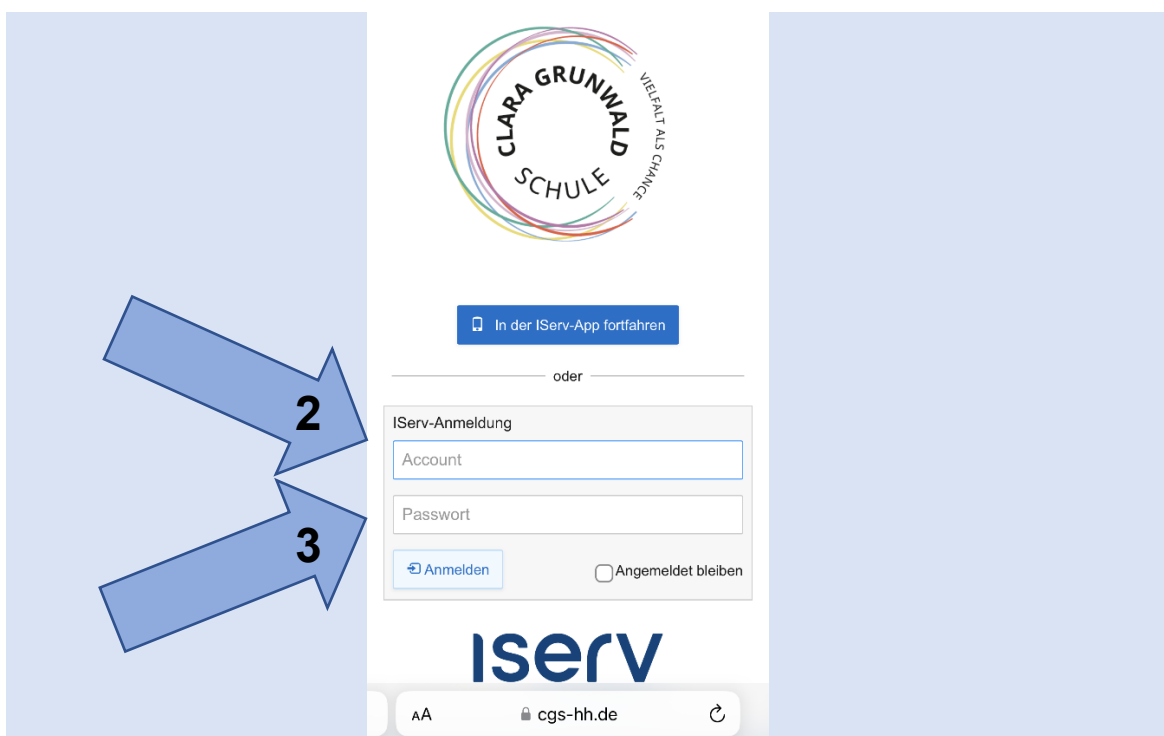 CLARA GRUNWALD
SCHULE
VIELFALT ALS CHANCE
In der IServ-App fortfahren
oder
2
IServ-Anmeldung
Account
3
Passwort
Anmelden
Angemeldet bleiben
Iserv
AA
cgs-hh.de